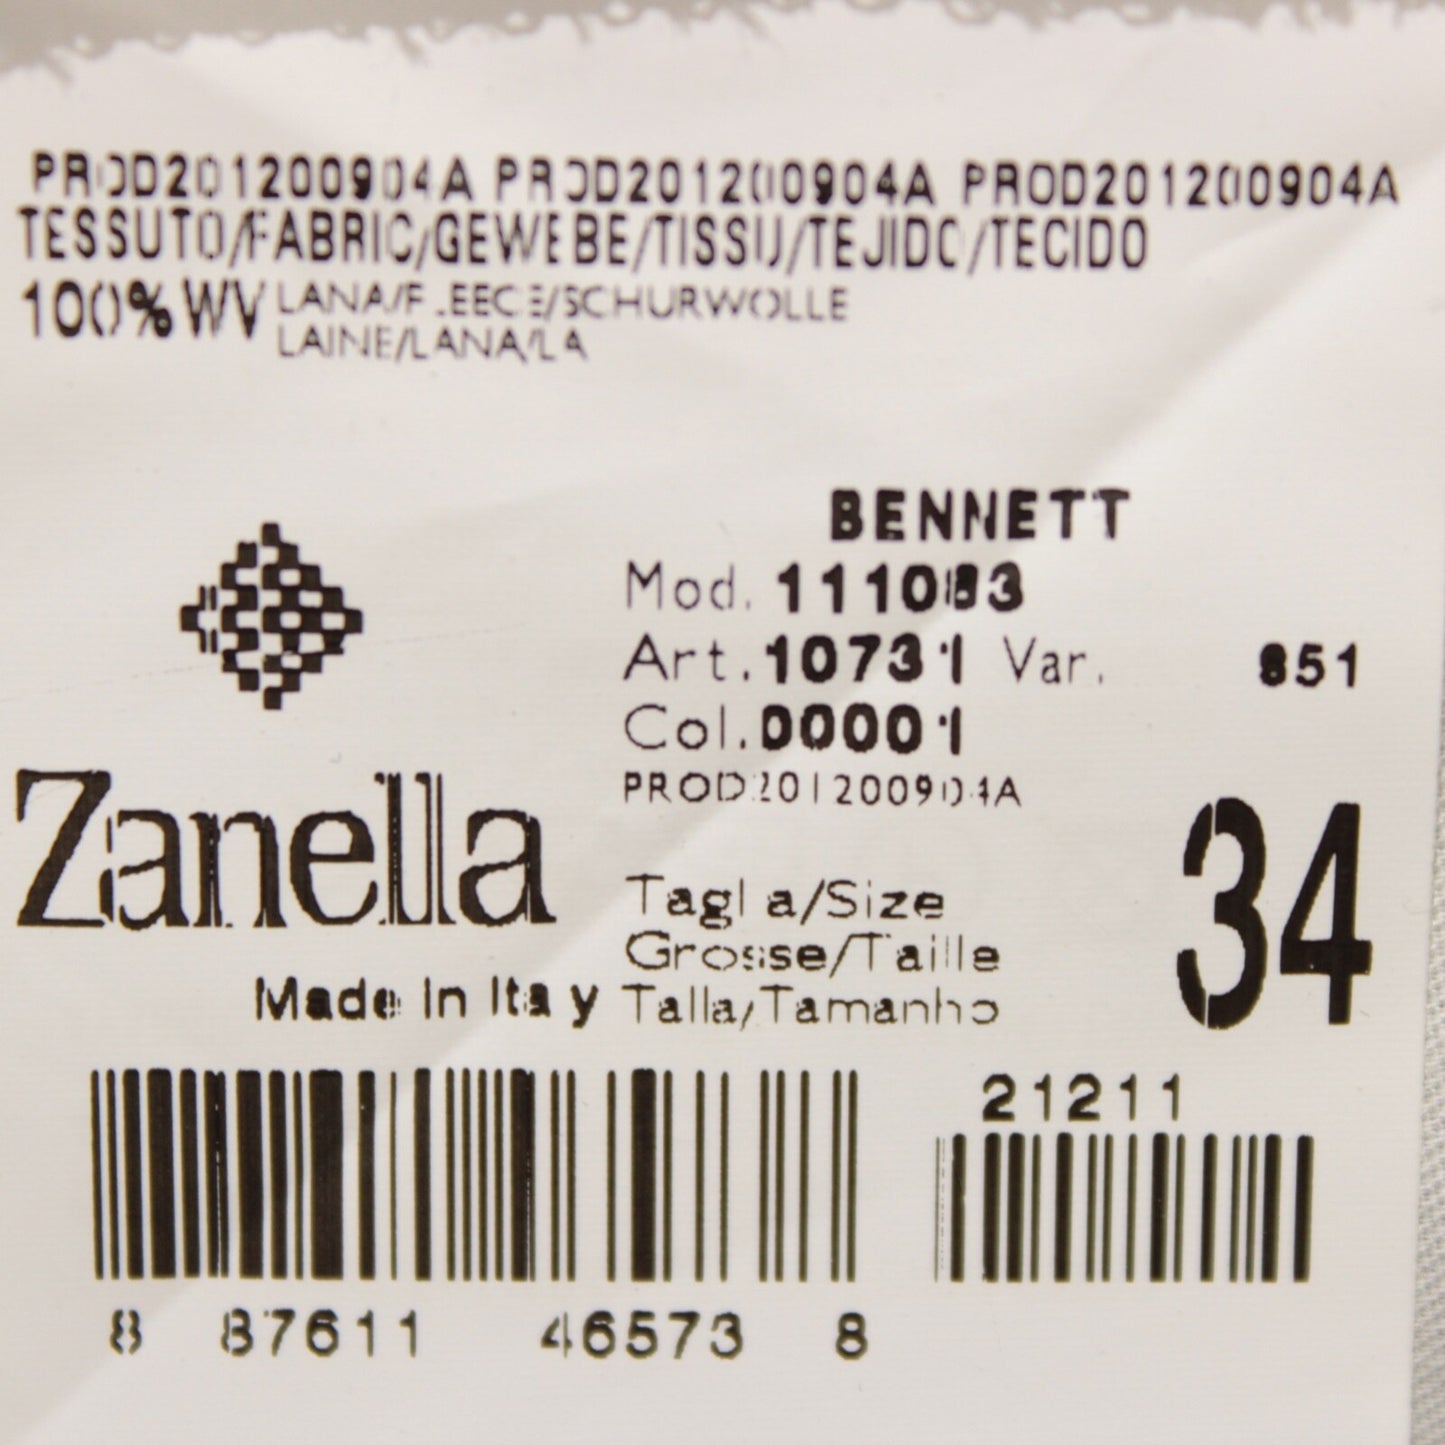 PROD201200904A PROD201200904A PROD201200904A
TESSUTO/FABRIC/GEWEBE/TISSU/TEJIDO/TECIDO
100% WV LANA/FLEECE/SCHURWOLLE
LAINE/LANA/LA
BENNETT
Mod. 111083
Art. 10731 Var. 851
Col. 00001
PROD201200904A
Zanella
Made In Italy
Taglia/Size
Grosse/Taille
Talla/Tamanho
34
21211
8 87611 46573 8